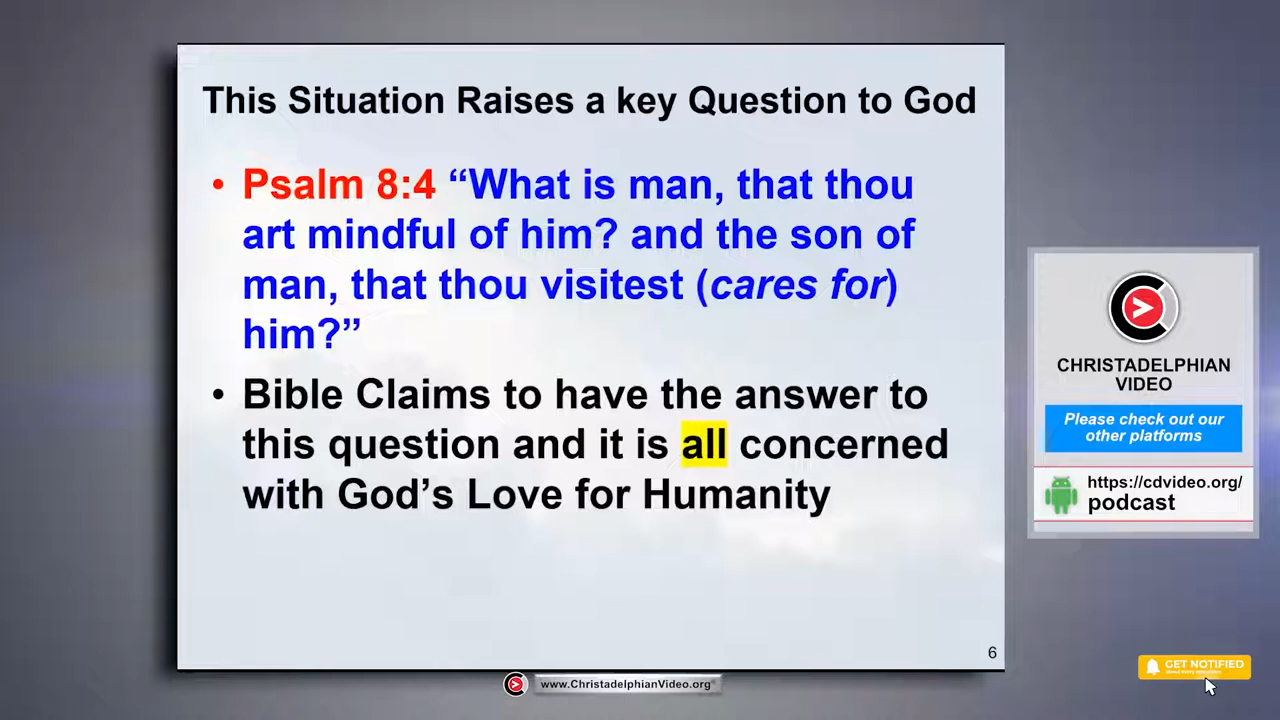 This Situation Raises a key Question to God
• Psalm 8:4 “What is man, that thou
art mindful of him? and the son of
man, that thou visitest (cares for)
him?”
• Bible Claims to have the answer to
this question and it is all concerned
with God’s Love for Humanity
6
CHRISTADELPHIAN
VIDEO
Please check out our
other platforms
https://cdvideo.org/
podcast
GET NOTIFIED
www.ChristadelphianVideo.org